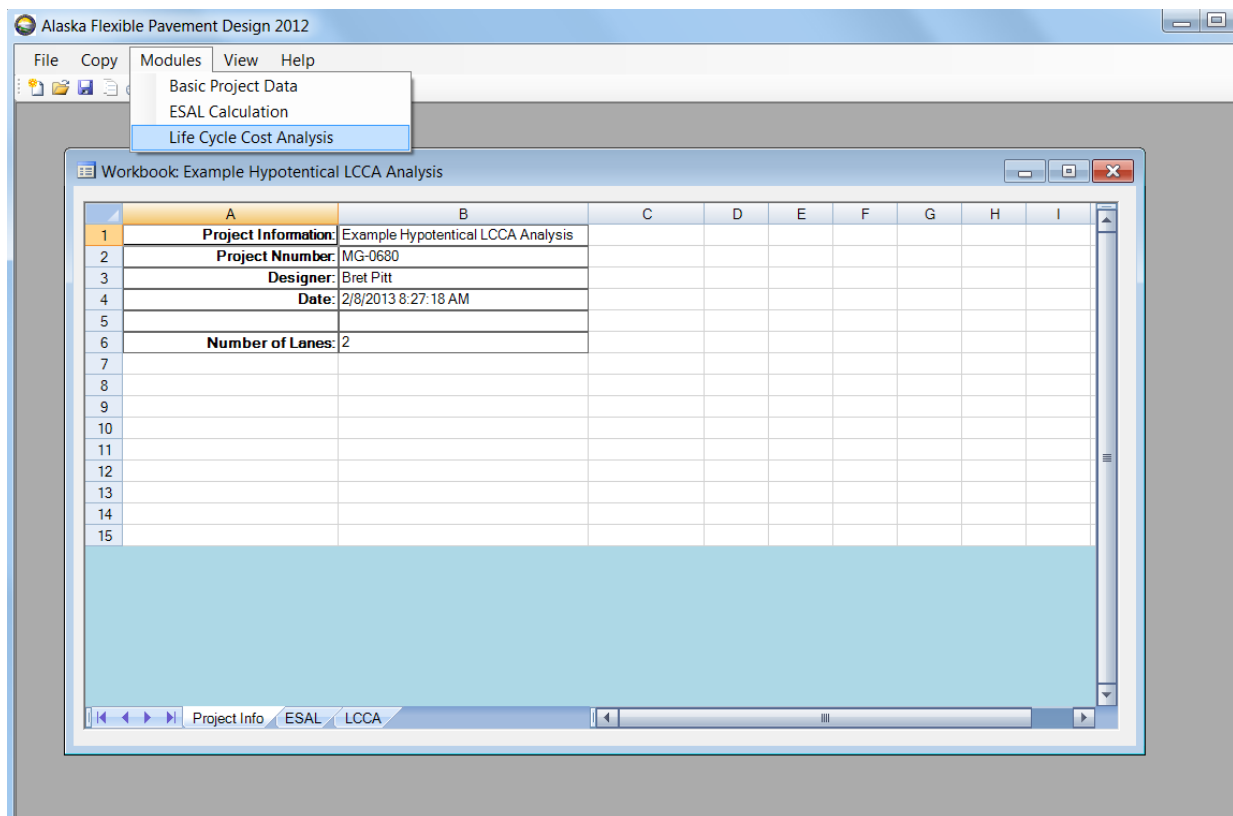 Alaska Flexible Pavement Design 2012
File Copy Modules View Help
Basic Project Data
ESAL Calculation
Life Cycle Cost Analysis
Workbook: Example Hypotentical LCCA Analysis
A B C D E F G H I
1 Project Information: Example Hypotentical LCCA Analysis
2 Project Nnumber: MG-0680
3 Designer: Bret Pitt
4 Date: 2/8/2013 8:27:18 AM
5
6 Number of Lanes: 2
7
8
9
10
11
12
13
14
15
Project Info ESAL LCCA